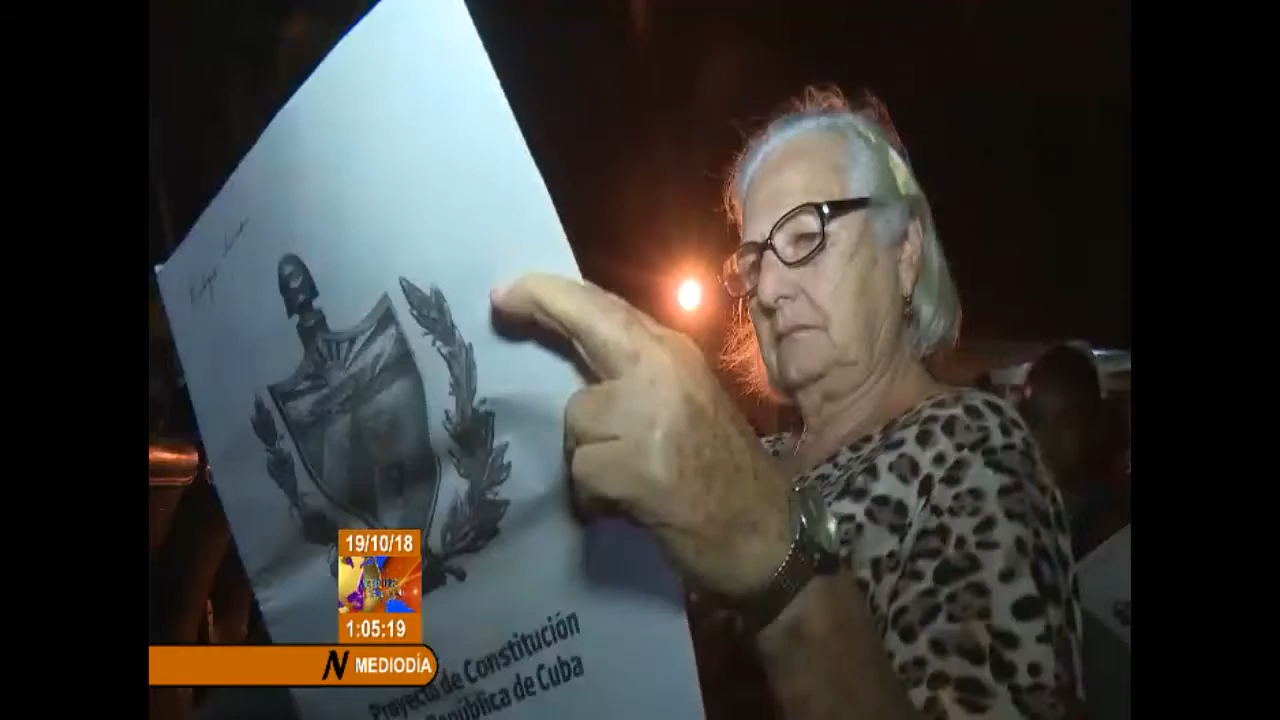 19/10/18
1:05:19
N MEDIODÍA
Proyecto de Constitución
República de Cuba